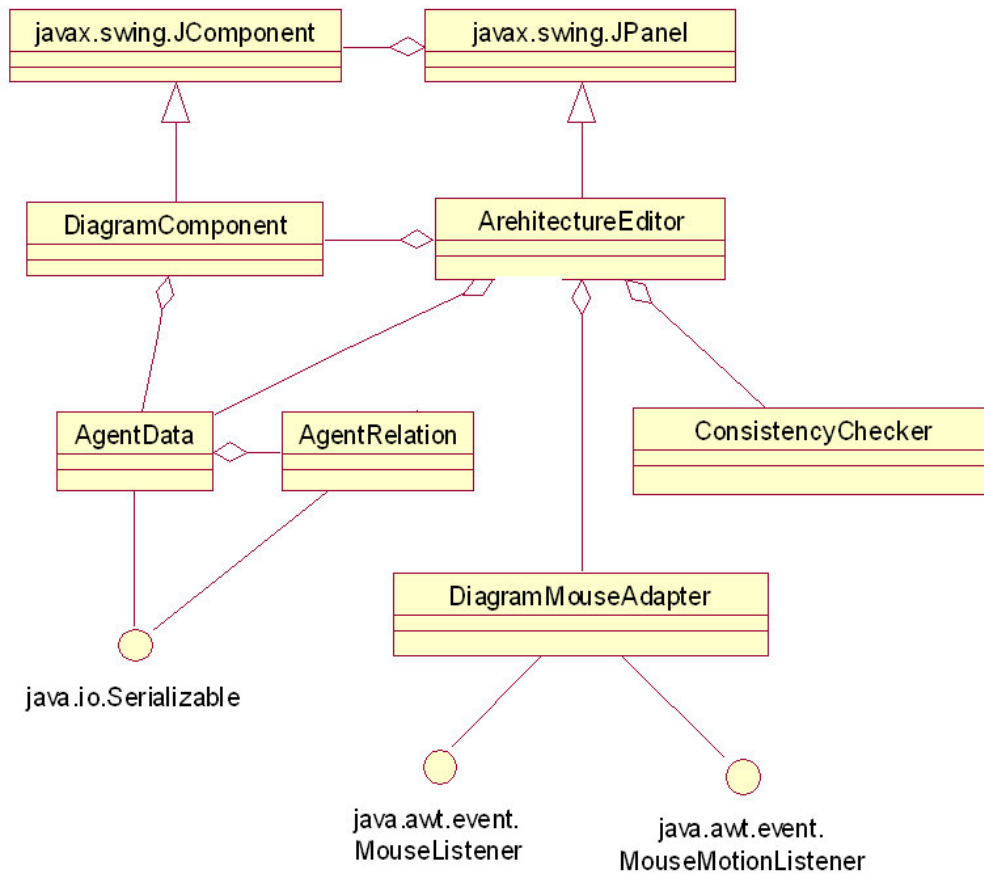 javax.swing.JComponent
javax.swing.JPanel
DiagramComponent
ArehitectureEditor
AgentData
AgentRelation
ConsistencyChecker
DiagramMouseAdapter
java.io.Serializable
java.awt.event.
MouseListener
java.awt.event.
MouseMotionListener